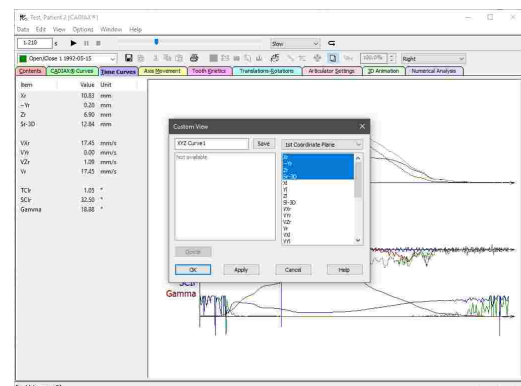 Test, Patient 2 (CADIAX®)
Data Edit View Options Window Help
1-210 s Slow
Open/Close 1 1992-05-15 100.0% Right
Contents CADIAX® Curves Time Curves Axis Movement Tooth Kinetics Translations-Rotations Articulator Settings 3D Animation Numerical Analysis
Item Value Unit
Xr 10.83 mm
-Yr 0.20 mm
Zr 6.90 mm
Sr-3D 12.84 mm
VXr 17.45 mm/s
VYr 0.00 mm/s
VZr 1.09 mm/s
Vr 17.45 mm/s
TClr 1.05 °
SClr 32.50 °
Gamma 18.88 °
Custom View
XYZ Curve1 Save 1st Coordinate Plane
Not available
Xr
-Yr
Zr
Sr-3D
Xl
Yl
Zl
Sl-3D
VXr
VYr
VZr
Vr
VXl
VYl
Delete
OK Apply Cancel Help
SClr
Gamma